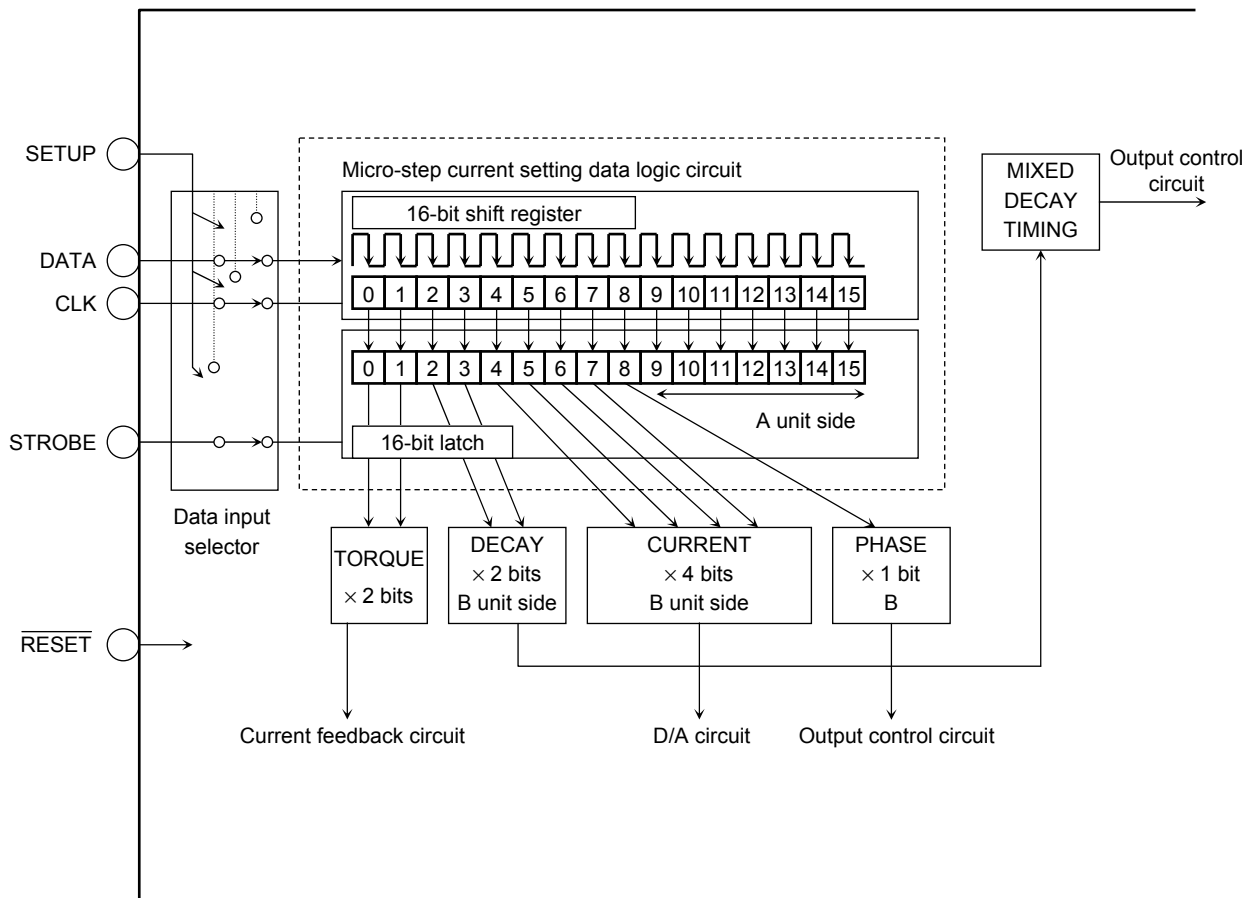 SETUP
DATA
CLK
STROBE
RESET
Data input
selector
Micro-step current setting data logic circuit
16-bit shift register
0 1 2 3 4 5 6 7 8 9 10 11 12 13 14 15
0 1 2 3 4 5 6 7 8 9 10 11 12 13 14 15
A unit side
16-bit latch
MIXED
DECAY
TIMING
Output control
circuit
TORQUE
× 2 bits
DECAY
× 2 bits
B unit side
CURRENT
× 4 bits
B unit side
PHASE
× 1 bit
B
Current feedback circuit
D/A circuit
Output control circuit